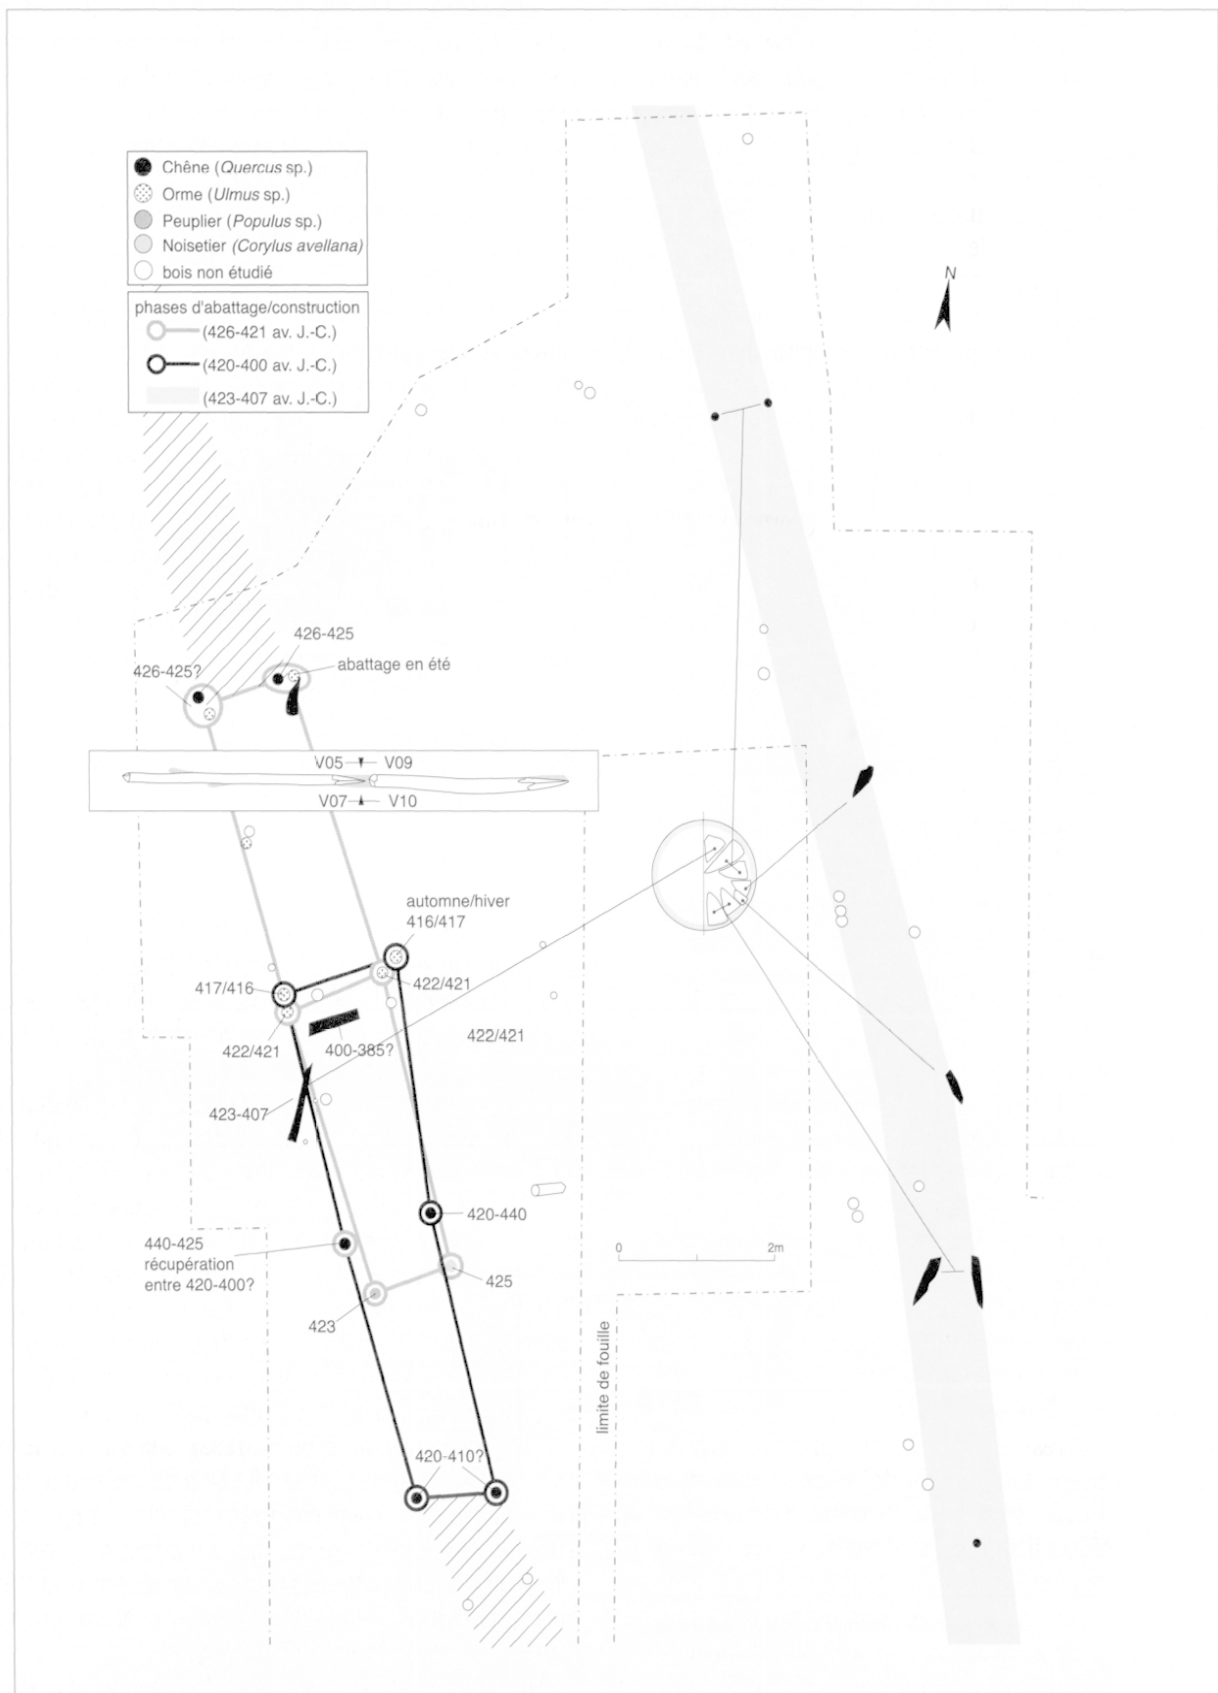 Chêne (Quercus sp.)
Orme (Ulmus sp.)
Peuplier (Populus sp.)
Noisetier (Corylus avellana)
bois non étudié
phases d'abattage/construction
(426-421 av. J.-C.)
(420-400 av. J.-C.)
(423-407 av. J.-C.)
N
426-425
abattage en été
426-425?
V05 V09
V07 V10
automne/hiver
416/417
417/416
422/421
422/421
422/421
400-385?
423-407
420-440
440-425
récupération
entre 420-400?
425
423
0 2m
limite de fouille
420-410?